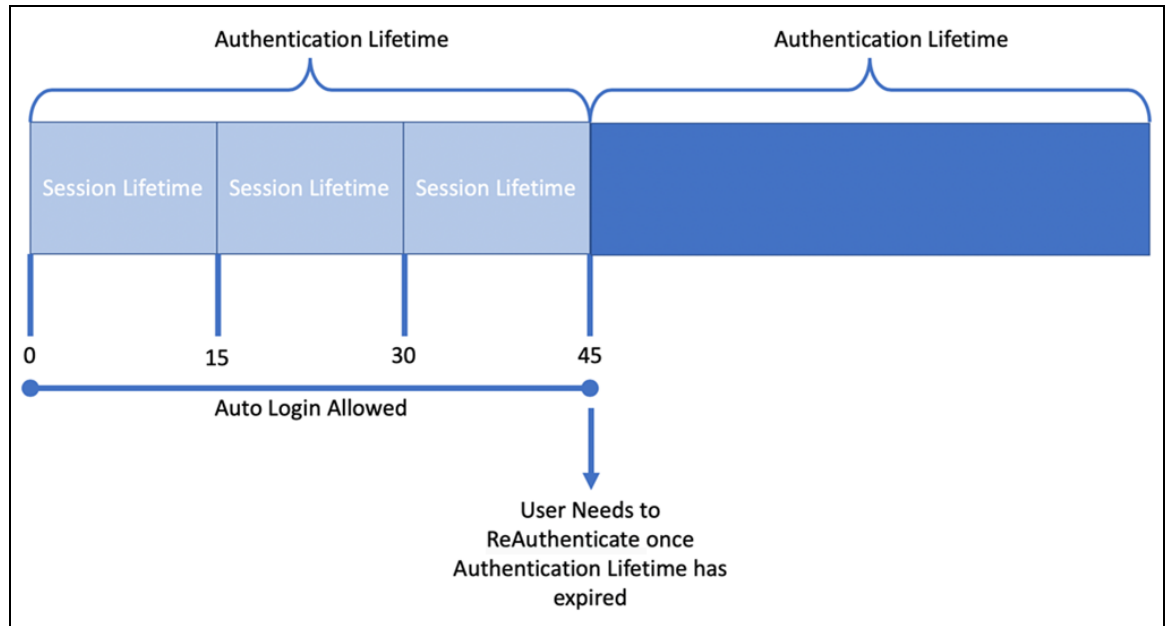 Authentication Lifetime
Authentication Lifetime
Session Lifetime
Session Lifetime
Session Lifetime
0
15
30
45
Auto Login Allowed
User Needs to
ReAuthenticate once
Authentication Lifetime has
expired